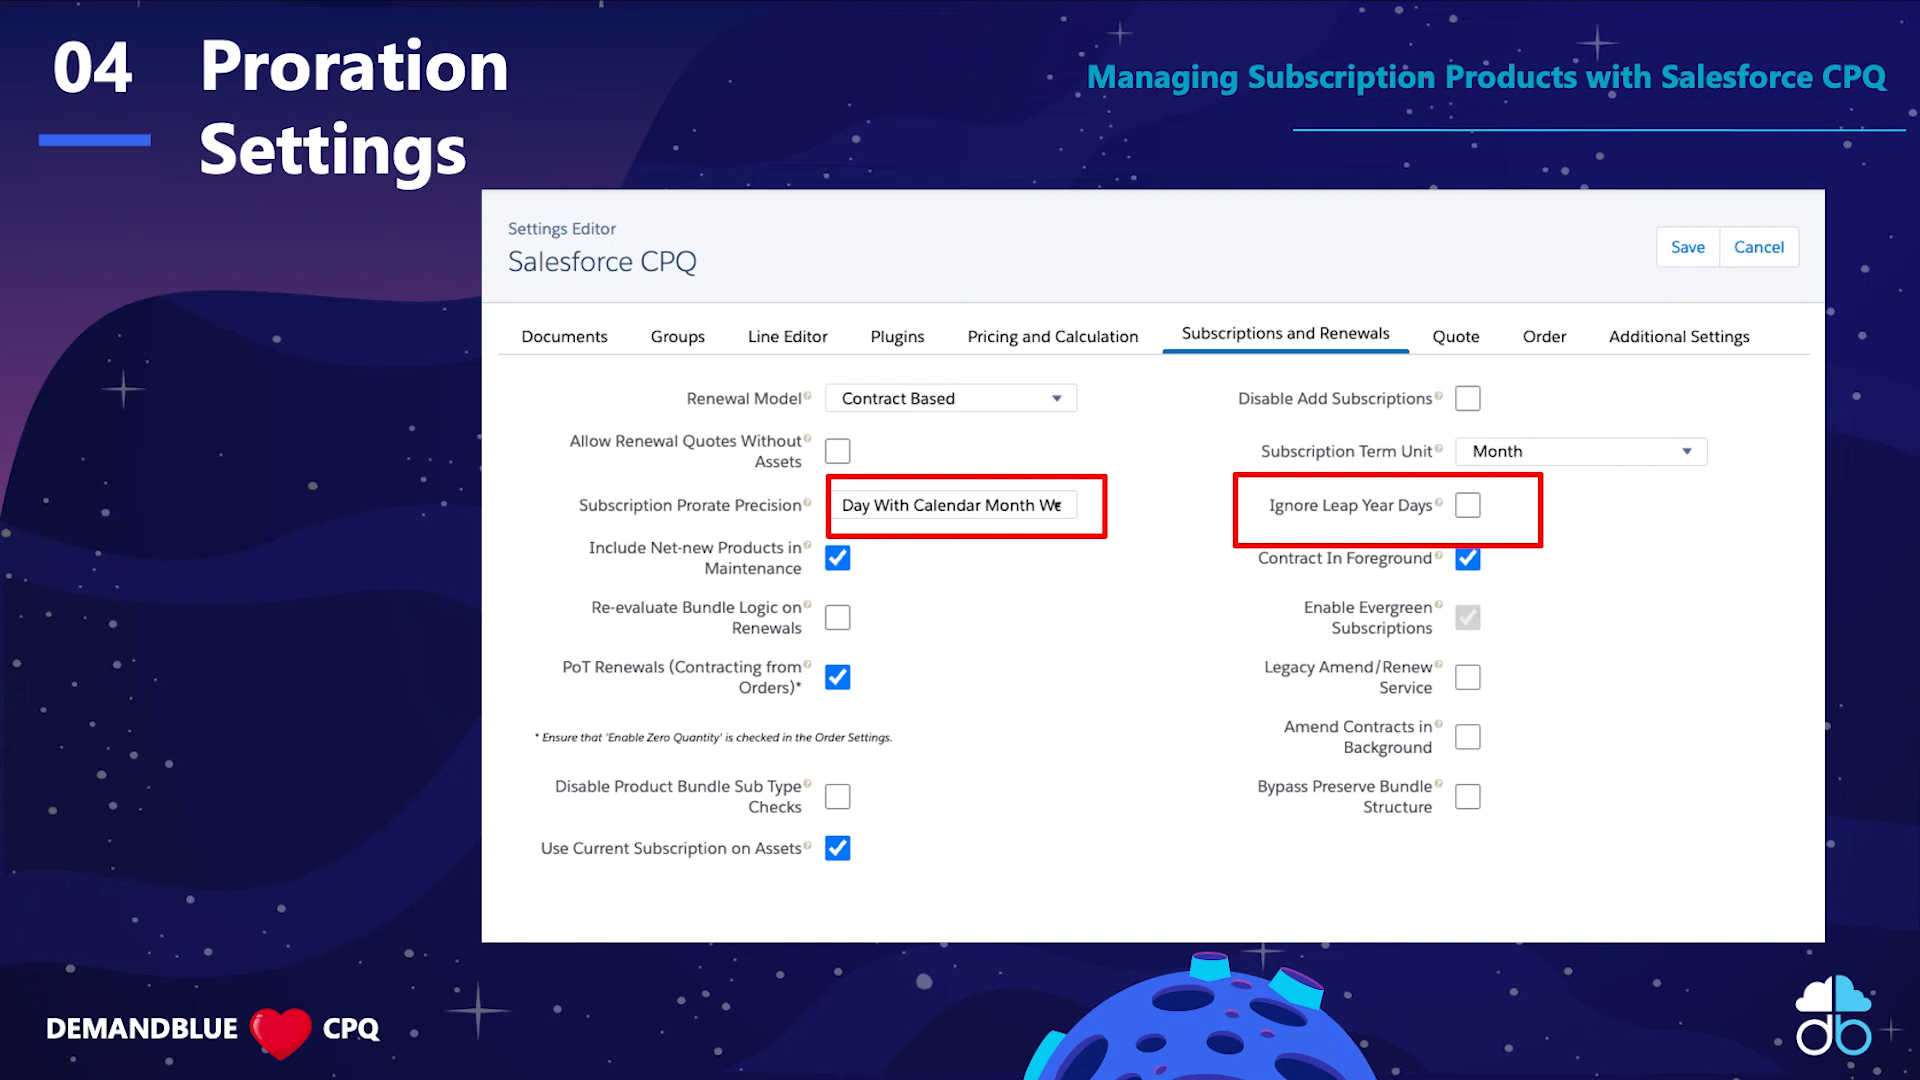 04
Proration
Settings
Managing Subscription Products with Salesforce CPQ
Settings Editor
Salesforce CPQ
Save
Cancel
Documents
Groups
Line Editor
Plugins
Pricing and Calculation
Subscriptions and Renewals
Quote
Order
Additional Settings
Renewal Model
Contract Based
Disable Add Subscriptions
Allow Renewal Quotes Without
Assets
Subscription Term Unit
Month
Subscription Prorate Precision
Day With Calendar Month We
Ignore Leap Year Days
Include Net-new Products in
Maintenance
Contract In Foreground
Re-evaluate Bundle Logic on
Renewals
Enable Evergreen
Subscriptions
PoT Renewals (Contracting from
Orders)*
Legacy Amend/Renew
Service
* Ensure that 'Enable Zero Quantity' is checked in the Order Settings.
Amend Contracts in
Background
Disable Product Bundle Sub Type
Checks
Bypass Preserve Bundle
Structure
Use Current Subscription on Assets
DEMANDBLUE
CPQ
db